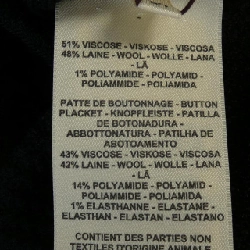 51% VISCOSE - VISKOSE - VISCOSA
48% LAINE - WOOL - WOLLE - LANA
- LÃ
1% POLYAMIDE - POLYAMID -
POLIAMMIDE - POLIAMIDA
PATTE DE BOUTONNAGE - BUTTON
PLACKET - KNOPFLEISTE - PATILLA
DE BOTONADURA -
ABBOTTONATURA - PATILHA DE
ABOTOAMENTO
43% VISCOSE - VISKOSE - VISCOSA
42% LAINE - WOOL - WOLLE - LANA
- LÃ
14% POLYAMIDE - POLYAMID -
POLIAMMIDE - POLIAMIDA
1% ELASTHANNE - ELASTANE -
ELASTHAN - ELASTAN - ELASTANO
CONTIENT DES PARTIES NON
TEXTILES D'ORIGINE ANIMALE